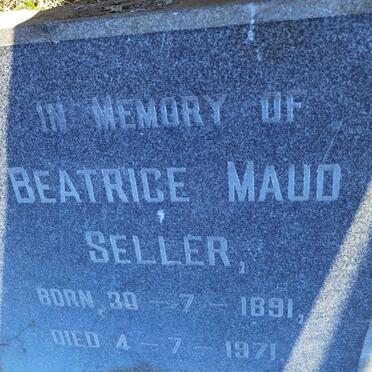 IN MEMORY OF
BEATRICE MAUD
SELLER,
BORN 30 - 7 - 1891,
DIED 4 - 7 - 1971